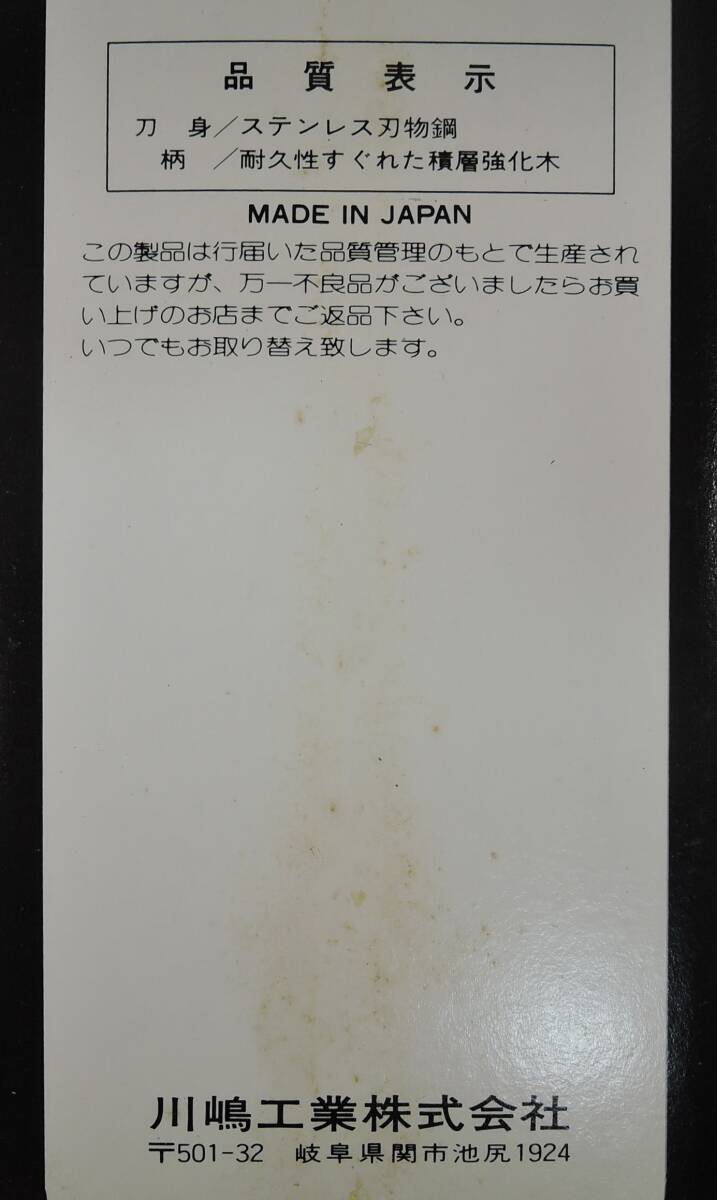 品質表示
刀身／ステンレス刃物鋼
柄／耐久性すぐれた積層強化木
MADE IN JAPAN
この製品は行届いた品質管理のもとで生産され
ていますが、万一不良品がございましたらお買
い上げのお店までご返品下さい。
いつでもお取り替え致します。
川嶋工業株式会社
〒501-32 岐阜県関市池尻1924